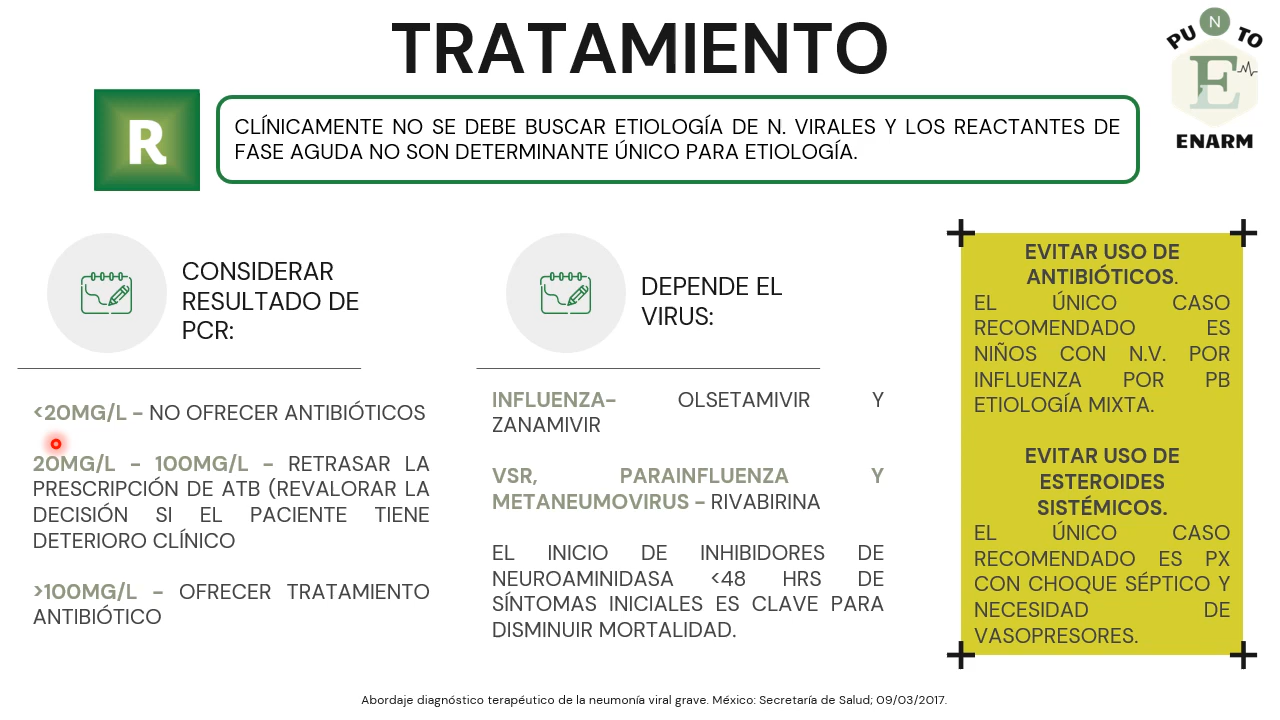 TRATAMIENTO
PUNTO
E
ENARM
R
CLÍNICAMENTE NO SE DEBE BUSCAR ETIOLOGÍA DE N. VIRALES Y LOS REACTANTES DE
FASE AGUDA NO SON DETERMINANTE ÚNICO PARA ETIOLOGÍA.
CONSIDERAR
RESULTADO DE
PCR:
<20MG/L – NO OFRECER ANTIBIÓTICOS
20MG/L – 100MG/L – RETRASAR LA
PRESCRIPCIÓN DE ATB (REVALORAR LA
DECISIÓN SI EL PACIENTE TIENE
DETERIORO CLÍNICO
>100MG/L – OFRECER TRATAMIENTO
ANTIBIÓTICO
DEPENDE EL
VIRUS:
INFLUENZA– OLSETAMIVIR Y
ZANAMIVIR
VSR, PARAINFLUENZA Y
METANEUMOVIRUS – RIVABIRINA
EL INICIO DE INHIBIDORES DE
NEUROAMINIDASA <48 HRS DE
SÍNTOMAS INICIALES ES CLAVE PARA
DISMINUIR MORTALIDAD.
EVITAR USO DE
ANTIBIÓTICOS.
EL ÚNICO CASO
RECOMENDADO ES
NIÑOS CON N.V. POR
INFLUENZA POR PB
ETIOLOGÍA MIXTA.
EVITAR USO DE
ESTEROIDES
SISTÉMICOS.
EL ÚNICO CASO
RECOMENDADO ES PX
CON CHOQUE SÉPTICO Y
NECESIDAD DE
VASOPRESORES.
Abordaje diagnóstico terapéutico de la neumonía viral grave. México: Secretaría de Salud; 09/03/2017.